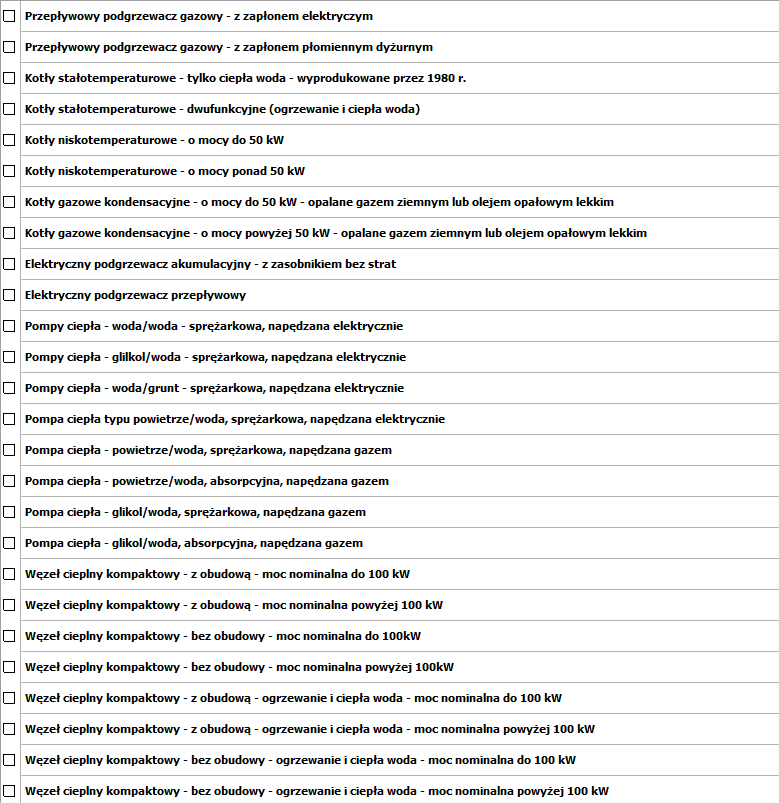 Przepływowy podgrzewacz gazowy - z zapłonem elektryczym
Przepływowy podgrzewacz gazowy - z zapłonem płomiennym dyżurnym
Kotły stałotemperaturowe - tylko ciepła woda - wyprodukowane przez 1980 r.
Kotły stałotemperaturowe - dwufunkcyjne (ogrzewanie i ciepła woda)
Kotły niskotemperaturowe - o mocy do 50 kW
Kotły niskotemperaturowe - o mocy ponad 50 kW
Kotły gazowe kondensacyjne - o mocy do 50 kW - opalane gazem ziemnym lub olejem opałowym lekkim
Kotły gazowe kondensacyjne - o mocy powyżej 50 kW - opalane gazem ziemnym lub olejem opałowym lekkim
Elektryczny podgrzewacz akumulacyjny - z zasobnikiem bez strat
Elektryczny podgrzewacz przepływowy
Pompy ciepła - woda/woda - sprężarkowa, napędzana elektrycznie
Pompy ciepła - glilkol/woda - sprężarkowa, napędzana elektrycznie
Pompy ciepła - woda/grunt - sprężarkowa, napędzana elektrycznie
Pompa ciepła typu powietrze/woda, sprężarkowa, napędzana elektrycznie
Pompa ciepła - powietrze/woda, sprężarkowa, napędzana gazem
Pompa ciepła - powietrze/woda, absorpcyjna, napędzana gazem
Pompa ciepła - glikol/woda, sprężarkowa, napędzana gazem
Pompa ciepła - glikol/woda, absorpcyjna, napędzana gazem
Węzeł cieplny kompaktowy - z obudową - moc nominalna do 100 kW
Węzeł cieplny kompaktowy - z obudową - moc nominalna powyżej 100 kW
Węzeł cieplny kompaktowy - bez obudowy - moc nominalna do 100kW
Węzeł cieplny kompaktowy - bez obudowy - moc nominalna powyżej 100kW
Węzeł cieplny kompaktowy - z obudową - ogrzewanie i ciepła woda - moc nominalna do 100 kW
Węzeł cieplny kompaktowy - z obudową - ogrzewanie i ciepła woda - moc nominalna powyżej 100 kW
Węzeł cieplny kompaktowy - bez obudowy - ogrzewanie i ciepła woda - moc nominalna do 100 kW
Węzeł cieplny kompaktowy - bez obudowy - ogrzewanie i ciepła woda - moc nominalna powyżej 100 kW